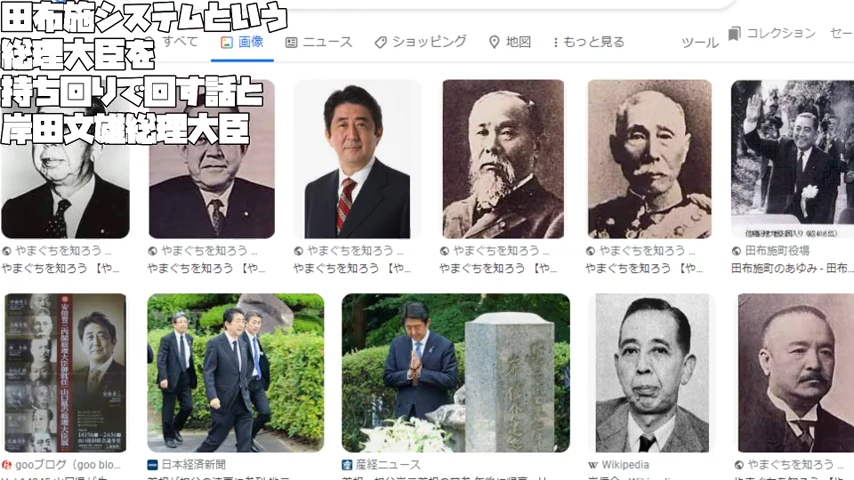 田布施システムという
総理大臣を
持ち回りで回す話と
岸田文雄総理大臣
すべて
画像
ニュース
ショッピング
地図
もっと見る
ツール
コレクション
セー
やまぐちを知ろう ...
やまぐちを知ろう ...
やまぐちを知ろう ...
やまぐちを知ろう ...
やまぐちを知ろう ...
田布施町役場
やまぐちを知ろう 【や...
やまぐちを知ろう 【や...
やまぐちを知ろう 【や...
やまぐちを知ろう 【や...
やまぐちを知ろう 【や...
田布施町のあゆみ - 田布...
gooブログ（goo blo...
日本経済新聞
産経ニュース
Wikipedia
やまぐちを知ろう ...